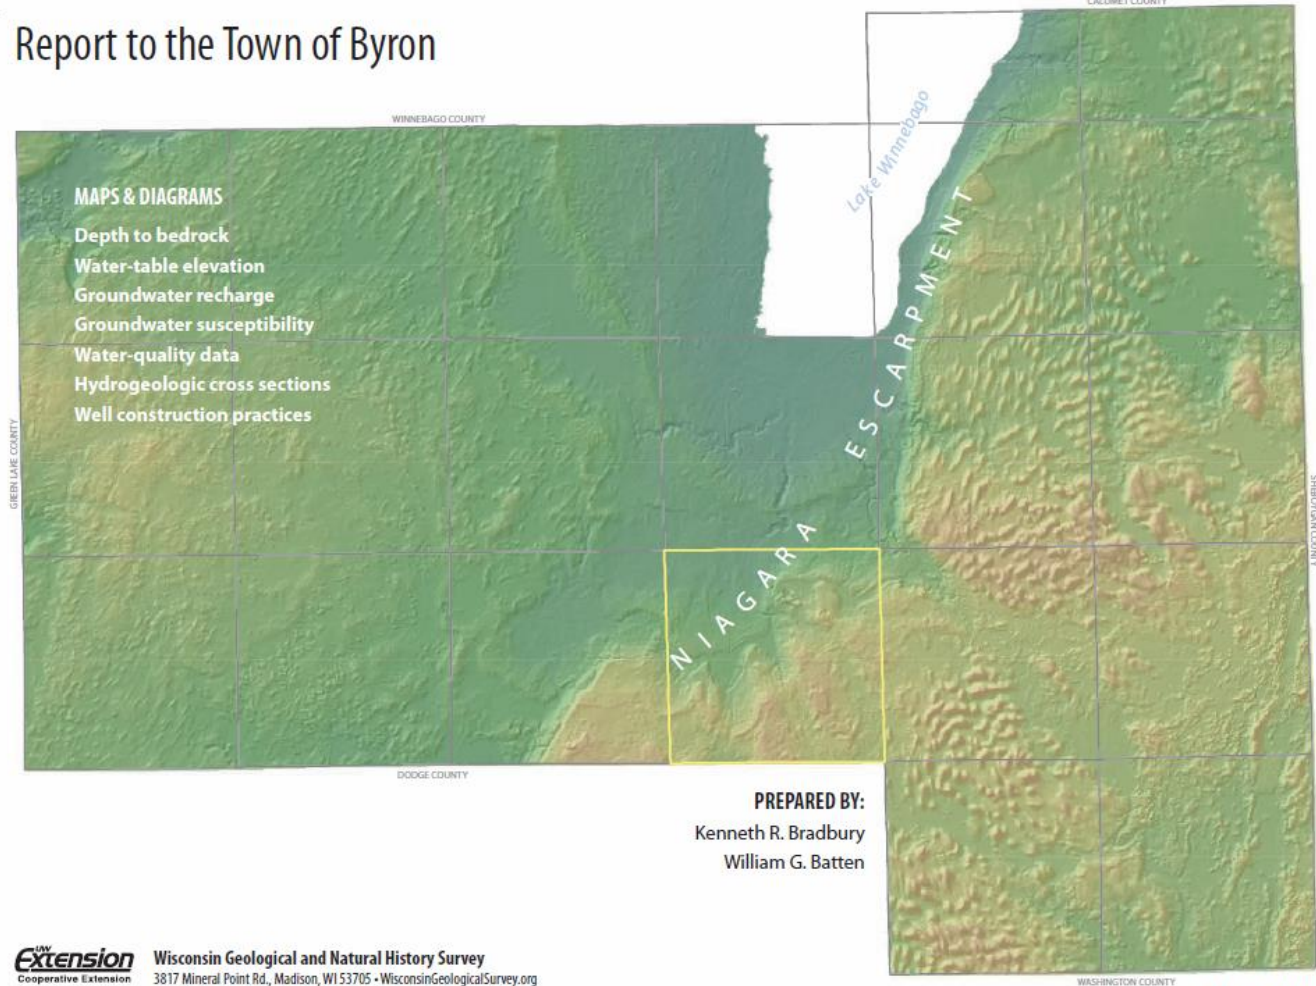 CALUMET COUNTY
Report to the Town of Byron
WINNEBAGO COUNTY
Lake Winnebago
MAPS & DIAGRAMS
Depth to bedrock
Water-table elevation
Groundwater recharge
Groundwater susceptibility
Water-quality data
Hydrogeologic cross sections
Well construction practices
GREEN LAKE COUNTY
NIAGARA ESCARPMENT
SHEBOYGAN COUNTY
DODGE COUNTY
PREPARED BY:
Kenneth R. Bradbury
William G. Batten
UW
Extension
Cooperative Extension
Wisconsin Geological and Natural History Survey
3817 Mineral Point Rd., Madison, WI 53705 • WisconsinGeologicalSurvey.org
WASHINGTON COUNTY